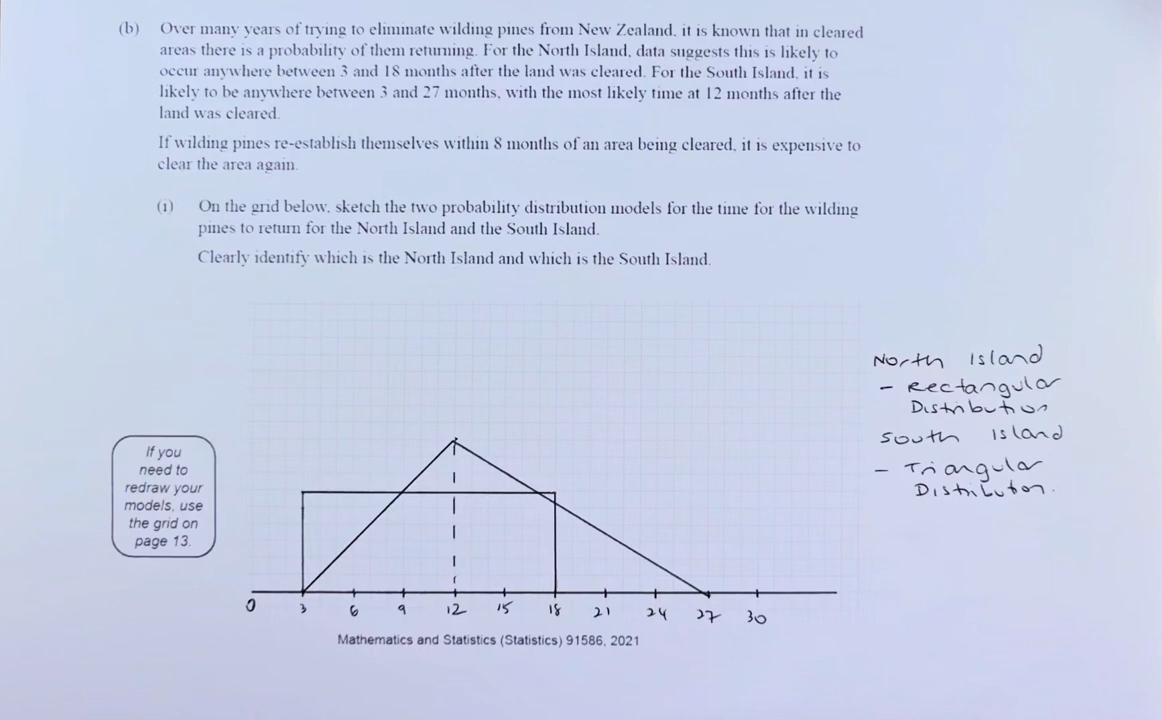 (b) Over many years of trying to eliminate wilding pines from New Zealand, it is known that in cleared
areas there is a probability of them returning. For the North Island, data suggests this is likely to
occur anywhere between 3 and 18 months after the land was cleared. For the South Island, it is
likely to be anywhere between 3 and 27 months, with the most likely time at 12 months after the
land was cleared.
If wilding pines re-establish themselves within 8 months of an area being cleared, it is expensive to
clear the area again.
(i) On the grid below, sketch the two probability distribution models for the time for the wilding
pines to return for the North Island and the South Island.
Clearly identify which is the North Island and which is the South Island.
North Island
- Rectangular
Distribution
South Island
- Triangular
Distributon.
If you
need to
redraw your
models, use
the grid on
page 13.
0 3 6 9 12 15 18 21 24 27 30
Mathematics and Statistics (Statistics) 91586, 2021